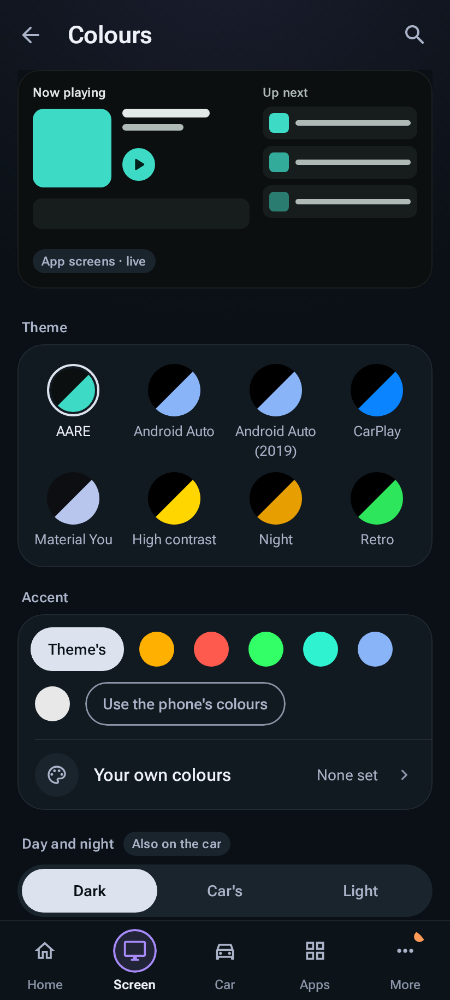 Colours
Now playing
Up next
App screens · live
Theme
AARE
Android Auto
Android Auto
(2019)
CarPlay
Material You
High contrast
Night
Retro
Accent
Theme's
Use the phone's colours
Your own colours
None set
Day and night
Also on the car
Dark
Car's
Light
Home
Screen
Car
Apps
More